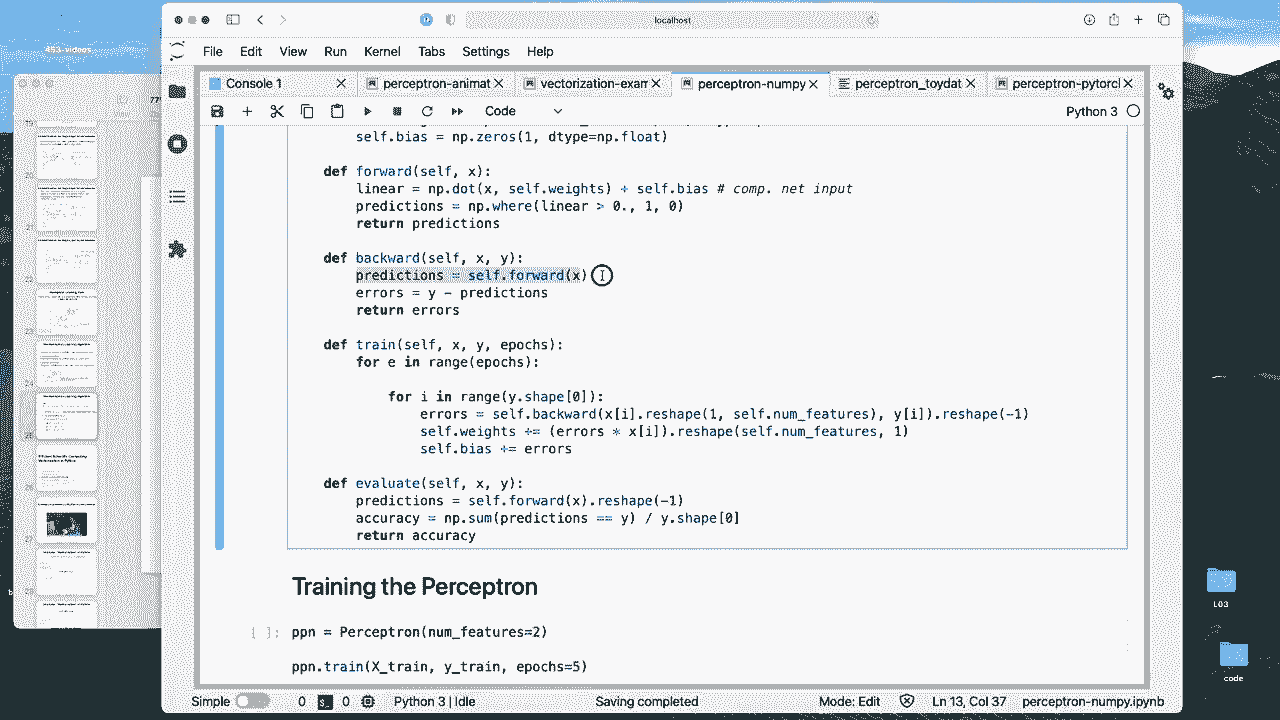 453-videos
localhost
File Edit View Run Kernel Tabs Settings Help
Console 1 perceptron-animat vectorization-exam perceptron-numpy perceptron_toydat perceptron-pytorcl
Code Python 3
self.bias = np.zeros(1, dtype=np.float)
def forward(self, x):
linear = np.dot(x, self.weights) + self.bias # comp. net input
predictions = np.where(linear > 0., 1, 0)
return predictions
def backward(self, x, y):
predictions = self.forward(x)
errors = y - predictions
return errors
def train(self, x, y, epochs):
for e in range(epochs):
for i in range(y.shape[0]):
errors = self.backward(x[i].reshape(1, self.num_features), y[i]).reshape(-1)
self.weights += (errors * x[i]).reshape(self.num_features, 1)
self.bias += errors
def evaluate(self, x, y):
predictions = self.forward(x).reshape(-1)
accuracy = np.sum(predictions == y) / y.shape[0]
return accuracy
Training the Perceptron
[ ]: ppn = Perceptron(num_features=2)
ppn.train(X_train, y_train, epochs=5)
L03
code
Simple 0 0 Python 3 | Idle Saving completed Mode: Edit Ln 13, Col 37 perceptron-numpy.ipynb